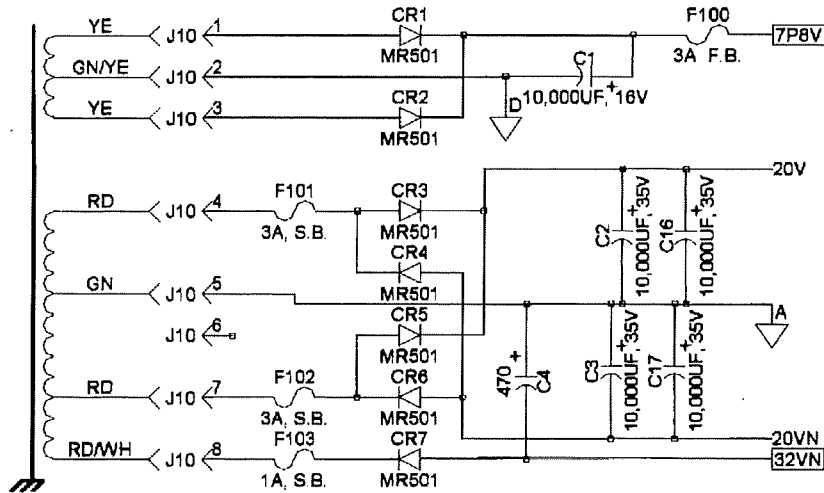 YE J10 1 CR1 MR501 F100 3A F.B. 7P8V
GN/YE J10 2 C1 10,000UF, 16V + D
YE J10 3 CR2 MR501
RD J10 4 F101 3A, S.B. CR3 MR501 20V
CR4 MR501
C2 10,000UF, 35V +
C16 10,000UF, 35V +
GN J10 5 A
J10 6 CR5 MR501
C4 470 +
C3 10,000UF, 35V +
C17 10,000UF, 35V +
RD J10 7 F102 3A, S.B. CR6 MR501 20VN
RD/WH J10 8 F103 1A, S.B. CR7 MR501 32VN